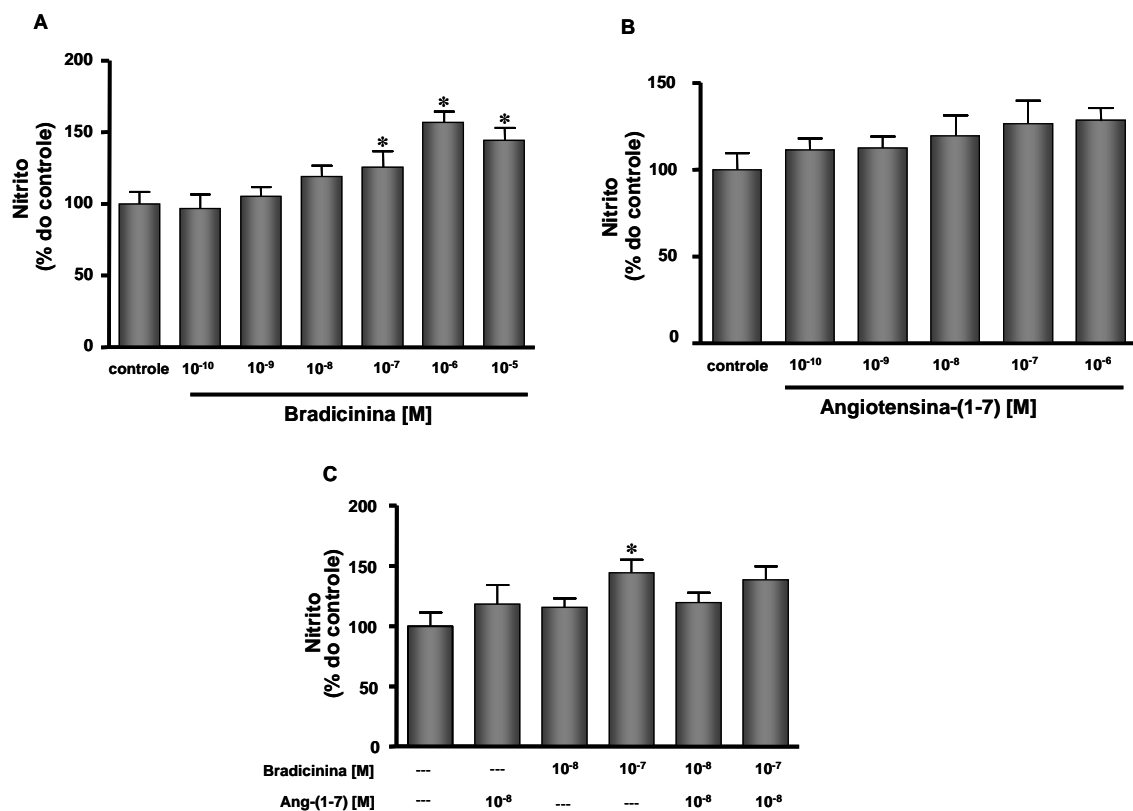 A
200
150
100
50
0
Nitrito
(% do controle)
* * *
controle 10⁻¹⁰ 10⁻⁹ 10⁻⁸ 10⁻⁷ 10⁻⁶ 10⁻⁵
Bradicinina [M]
B
150
100
50
0
Nitrito
(% do controle)
controle 10⁻¹⁰ 10⁻⁹ 10⁻⁸ 10⁻⁷ 10⁻⁶
Angiotensina-(1-7) [M]
C
200
150
100
50
0
Nitrito
(% do controle)
*
Bradicinina [M] --- --- 10⁻⁸ 10⁻⁷ 10⁻⁸ 10⁻⁷
Ang-(1-7) [M] --- 10⁻⁸ --- --- 10⁻⁸ 10⁻⁸